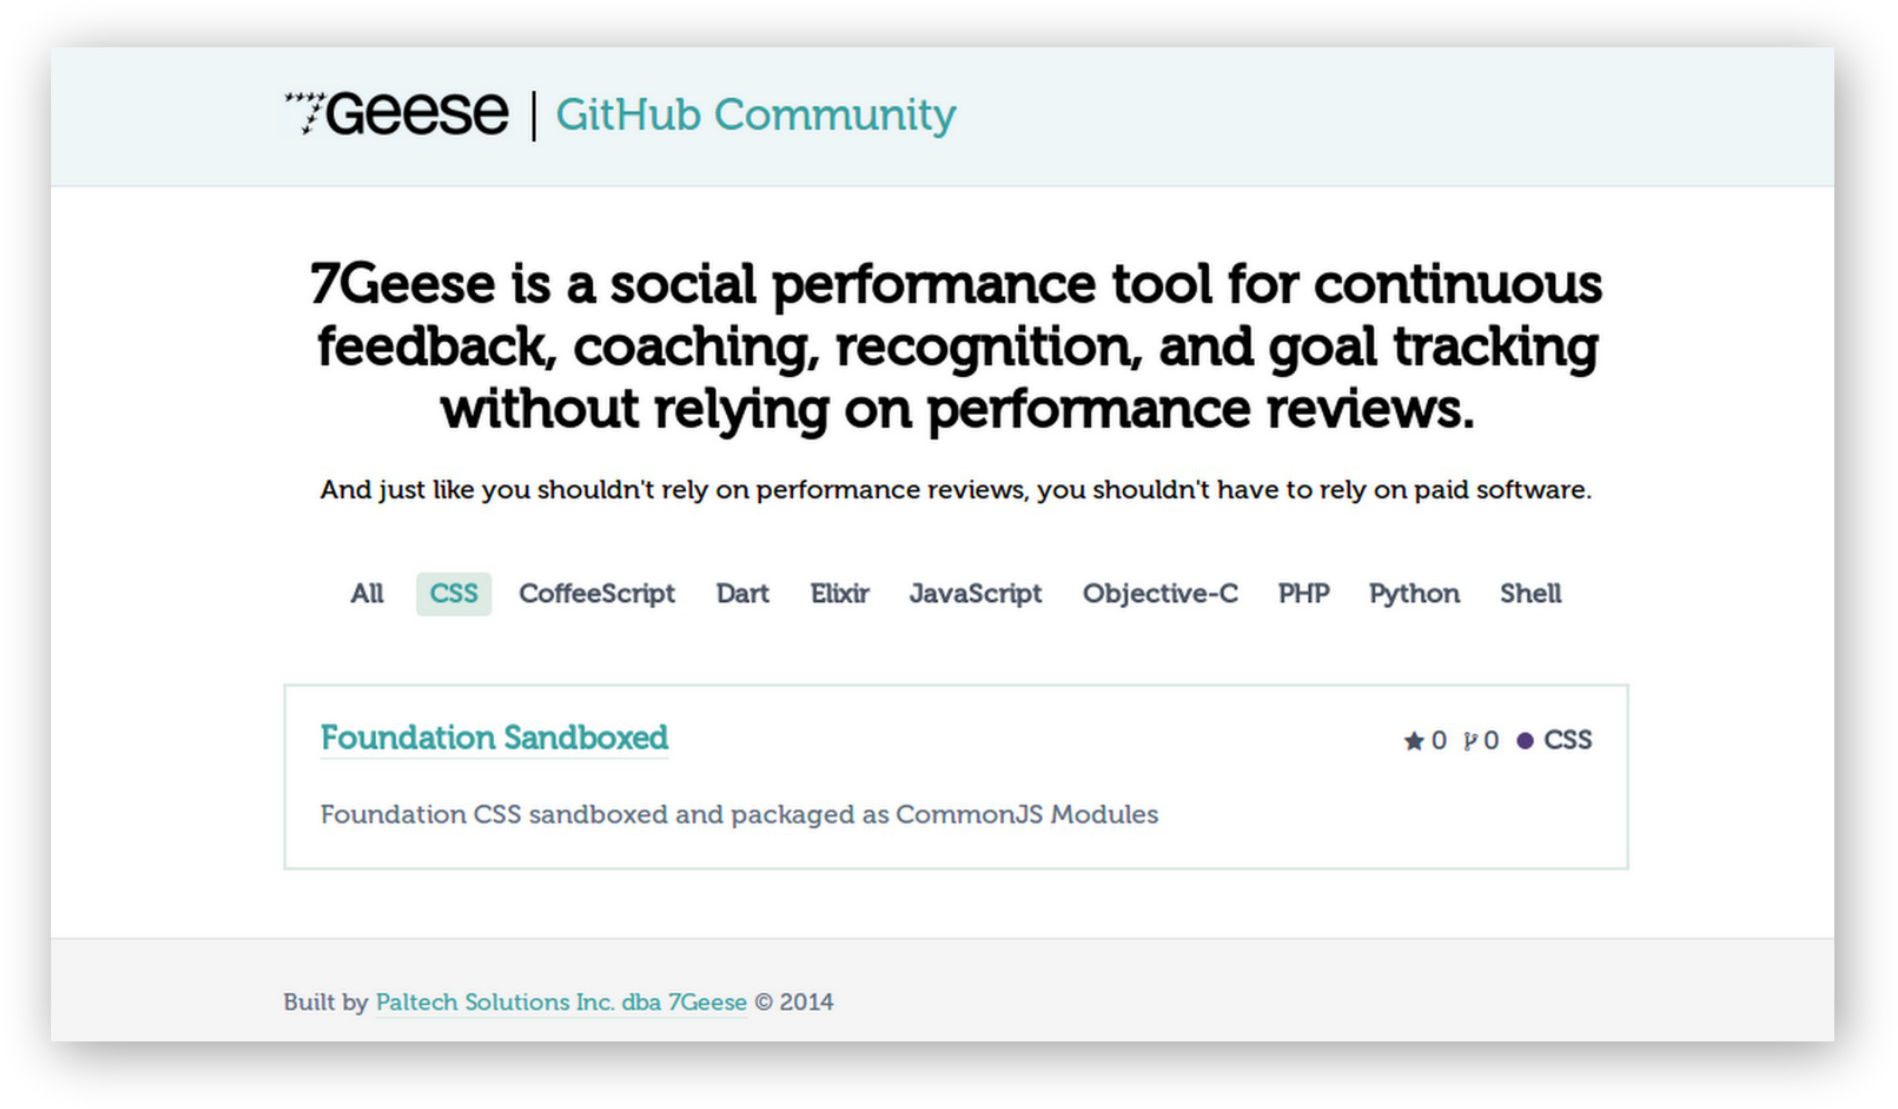 7Geese | GitHub Community
7Geese is a social performance tool for continuous
feedback, coaching, recognition, and goal tracking
without relying on performance reviews.
And just like you shouldn't rely on performance reviews, you shouldn't have to rely on paid software.
All CSS CoffeeScript Dart Elixir JavaScript Objective-C PHP Python Shell
Foundation Sandboxed 0 0 CSS
Foundation CSS sandboxed and packaged as CommonJS Modules
Built by Paltech Solutions Inc. dba 7Geese © 2014